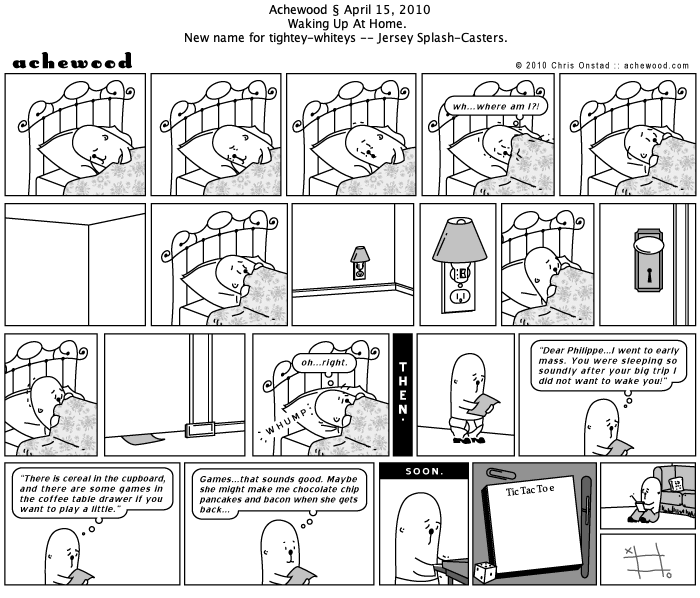 Achewood § April 15, 2010
Waking Up At Home.
New name for tightey-whiteys -- Jersey Splash-Casters.
achewood
© 2010 Chris Onstad :: achewood.com
wh...where am I?!
oh...right.
WHUMP
THEN.
"Dear Philippe...I went to early
mass. You were sleeping so
soundly after your big trip I
did not want to wake you!"
"There is cereal in the cupboard,
and there are some games in
the coffee table drawer if you
want to play a little."
Games...that sounds good. Maybe
she might make me chocolate chip
pancakes and bacon when she gets
back...
SOON.
Tic Tac Toe
x
o